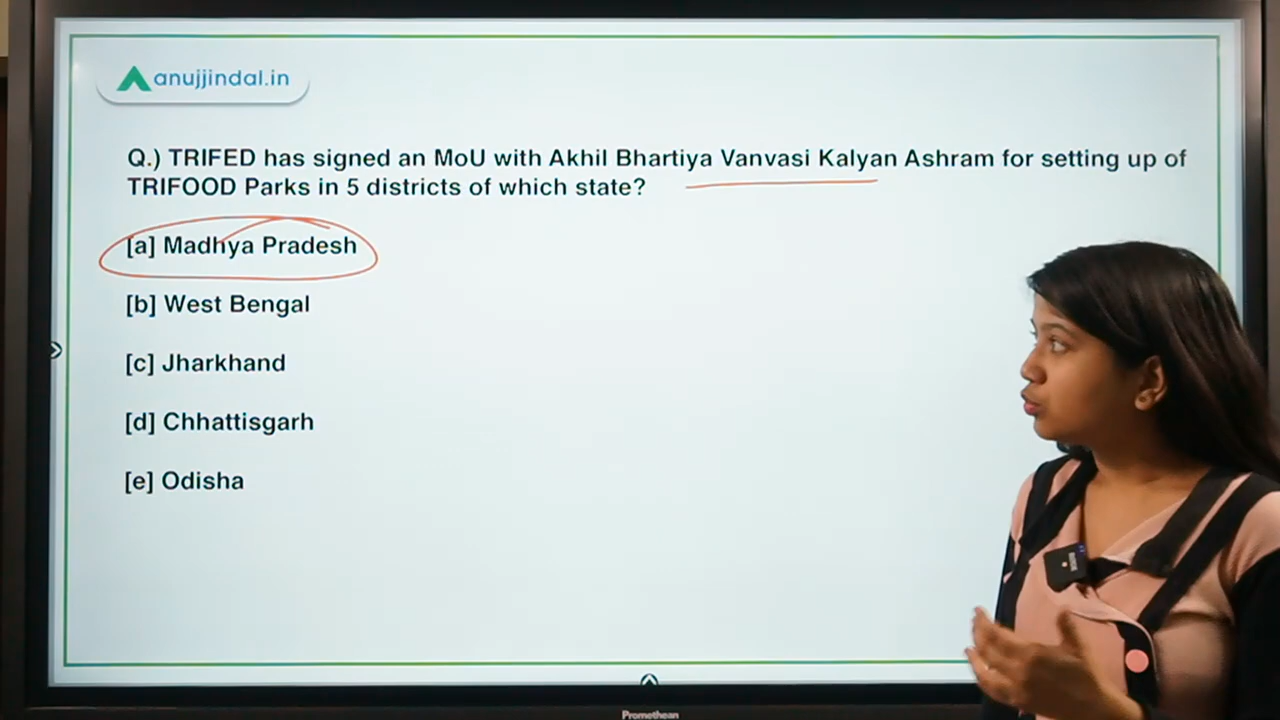 anujjindal.in
Q.) TRIFED has signed an MoU with Akhil Bhartiya Vanvasi Kalyan Ashram for setting up of
TRIFOOD Parks in 5 districts of which state?
[a] Madhya Pradesh
[b] West Bengal
[c] Jharkhand
[d] Chhattisgarh
[e] Odisha
Promethean